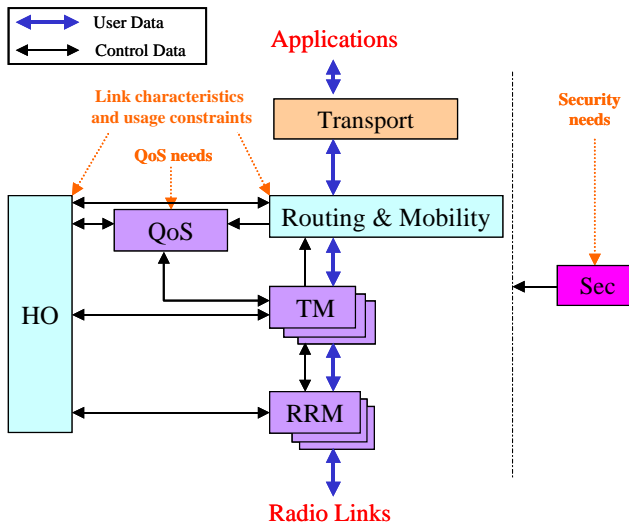 User Data
Control Data
Applications
Link characteristics
and usage constraints
Security
needs
Transport
QoS needs
Routing & Mobility
QoS
HO
TM
Sec
RRM
Radio Links